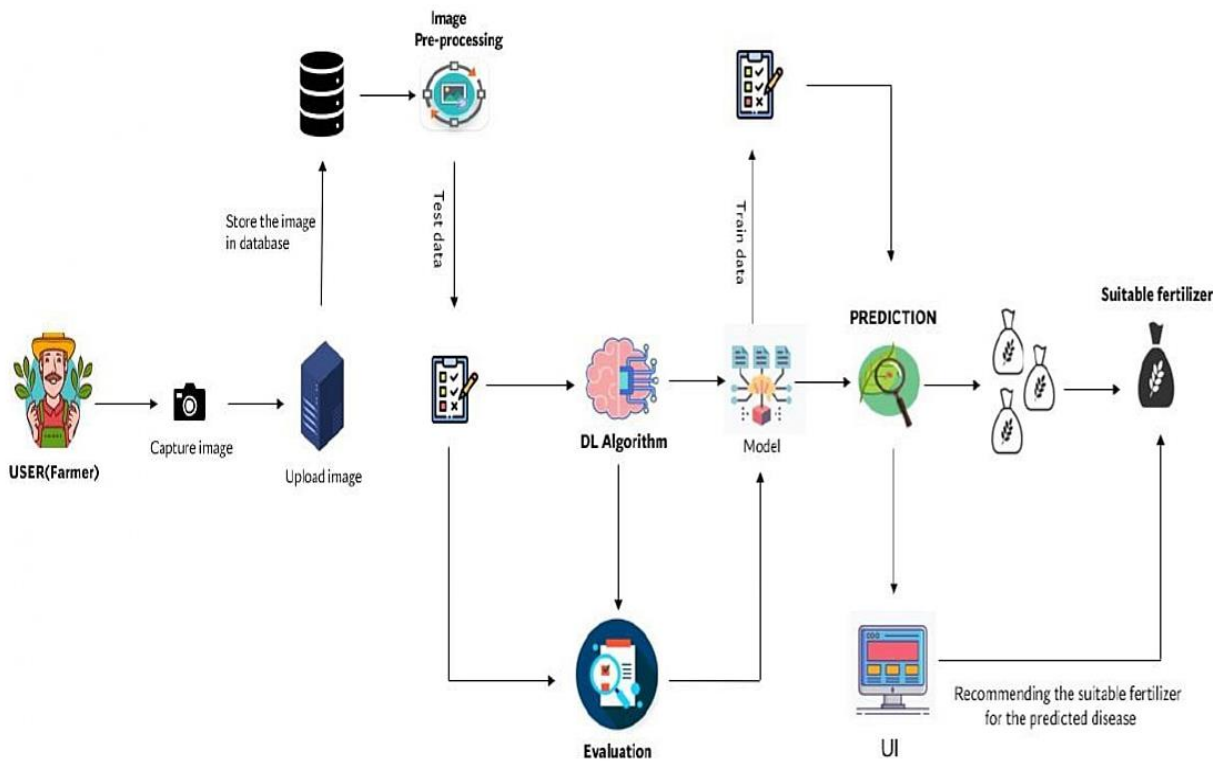 Image
Pre-processing
Store the image
in database
Test data
Train data
USER(Farmer)
Capture image
Upload image
DL Algorithm
Model
PREDICTION
Suitable fertilizer
Evaluation
UI
Recommending the suitable fertilizer
for the predicted disease